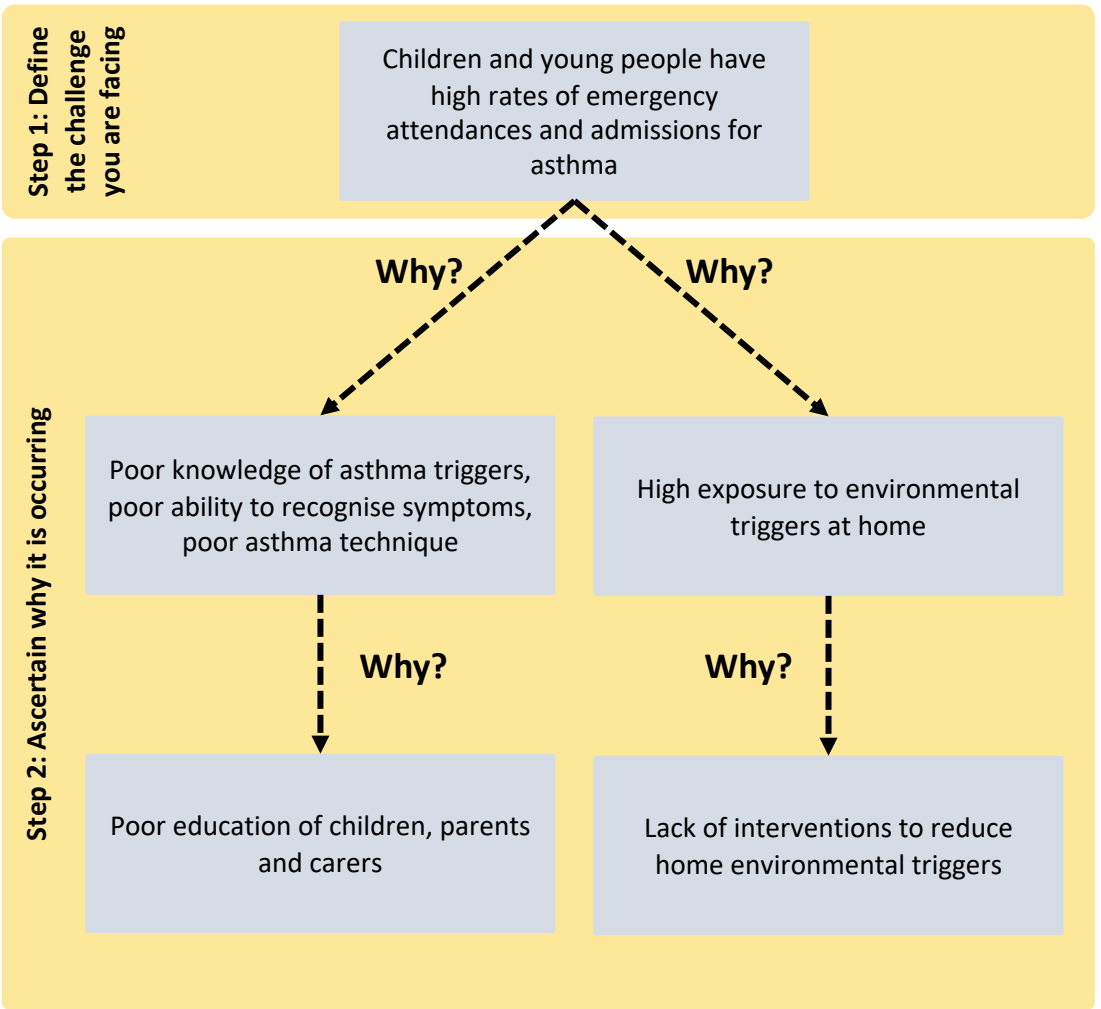 Step 1: Define
the challenge
you are facing
Children and young people have
high rates of emergency
attendances and admissions for
asthma
Step 2: Ascertain why it is occurring
Why?
Why?
Poor knowledge of asthma triggers,
poor ability to recognise symptoms,
poor asthma technique
High exposure to environmental
triggers at home
Why?
Why?
Poor education of children, parents
and carers
Lack of interventions to reduce
home environmental triggers